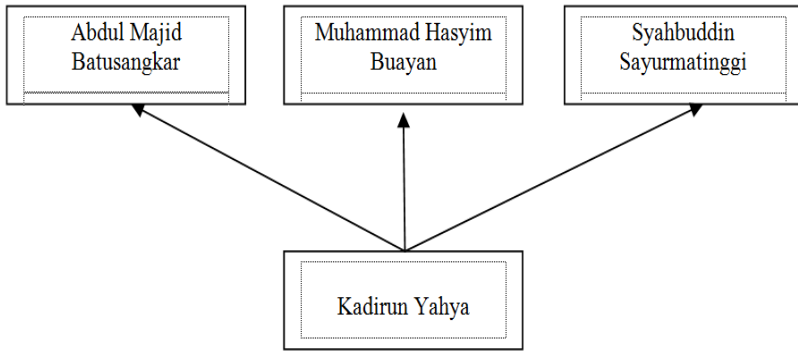 Abdul Majid
Batusangkar
Muhammad Hasyim
Buayan
Syahbuddin
Sayurmatinggi
Kadirun Yahya